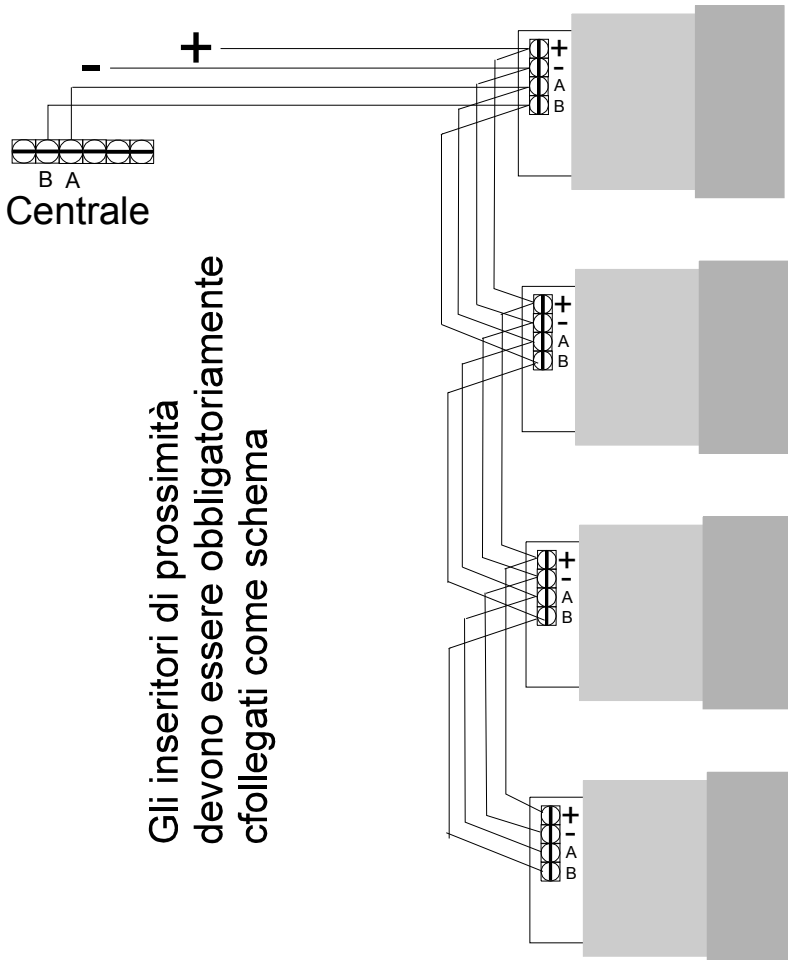 +
-
B A
Centrale
+
-
A
B
+
-
A
B
+
-
A
B
+
-
A
B
Gli inseritori di prossimità
devono essere obbligatoriamente
cfollegati come schema